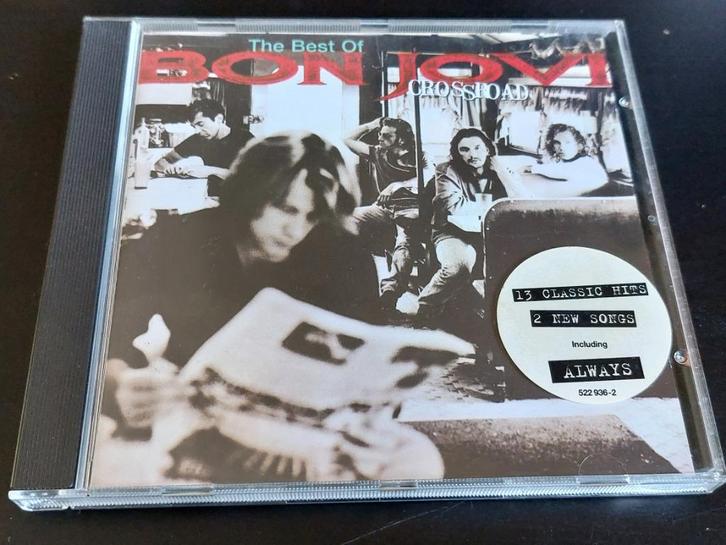 The Best Of
BON JOVI
CROSSROAD
13 CLASSIC HITS
2 NEW SONGS
Including
ALWAYS
522 936-2